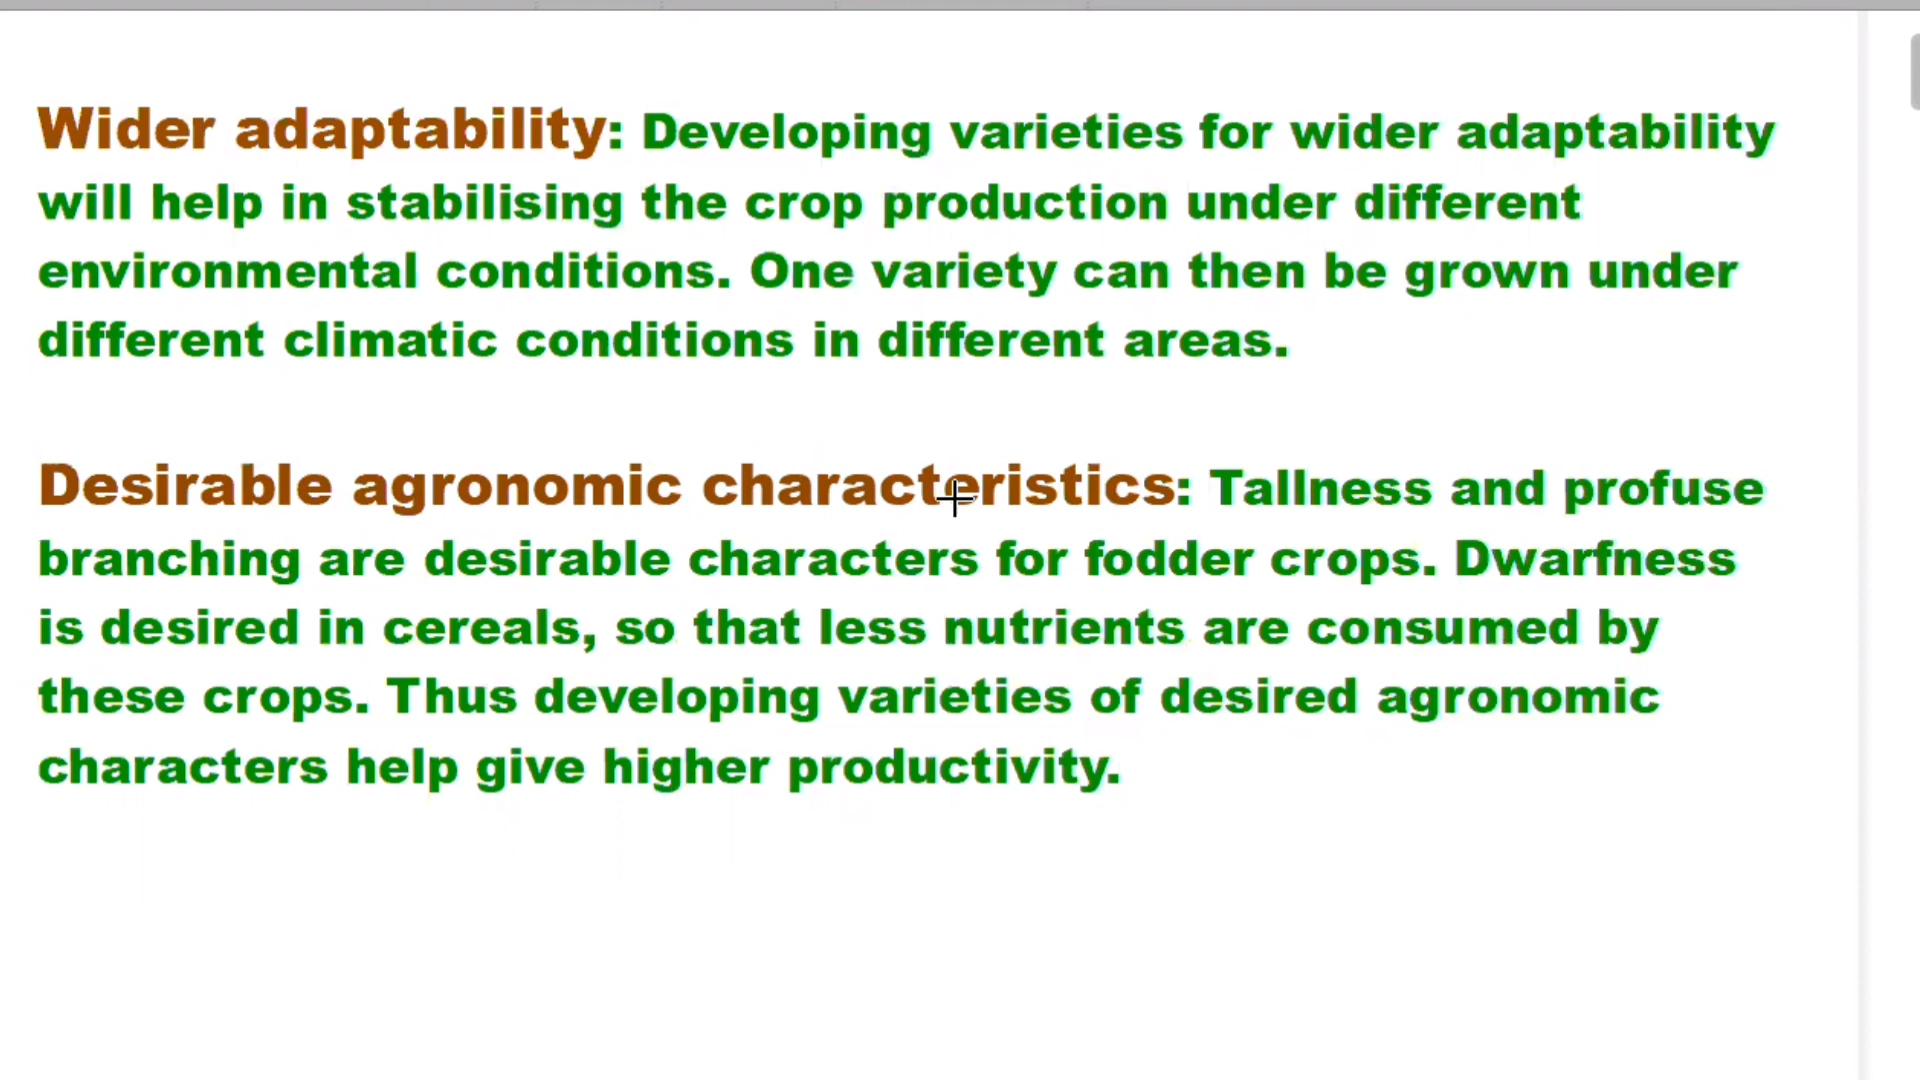 Wider adaptability: Developing varieties for wider adaptability
will help in stabilising the crop production under different
environmental conditions. One variety can then be grown under
different climatic conditions in different areas.
Desirable agronomic characteristics: Tallness and profuse
branching are desirable characters for fodder crops. Dwarfness
is desired in cereals, so that less nutrients are consumed by
these crops. Thus developing varieties of desired agronomic
characters help give higher productivity.